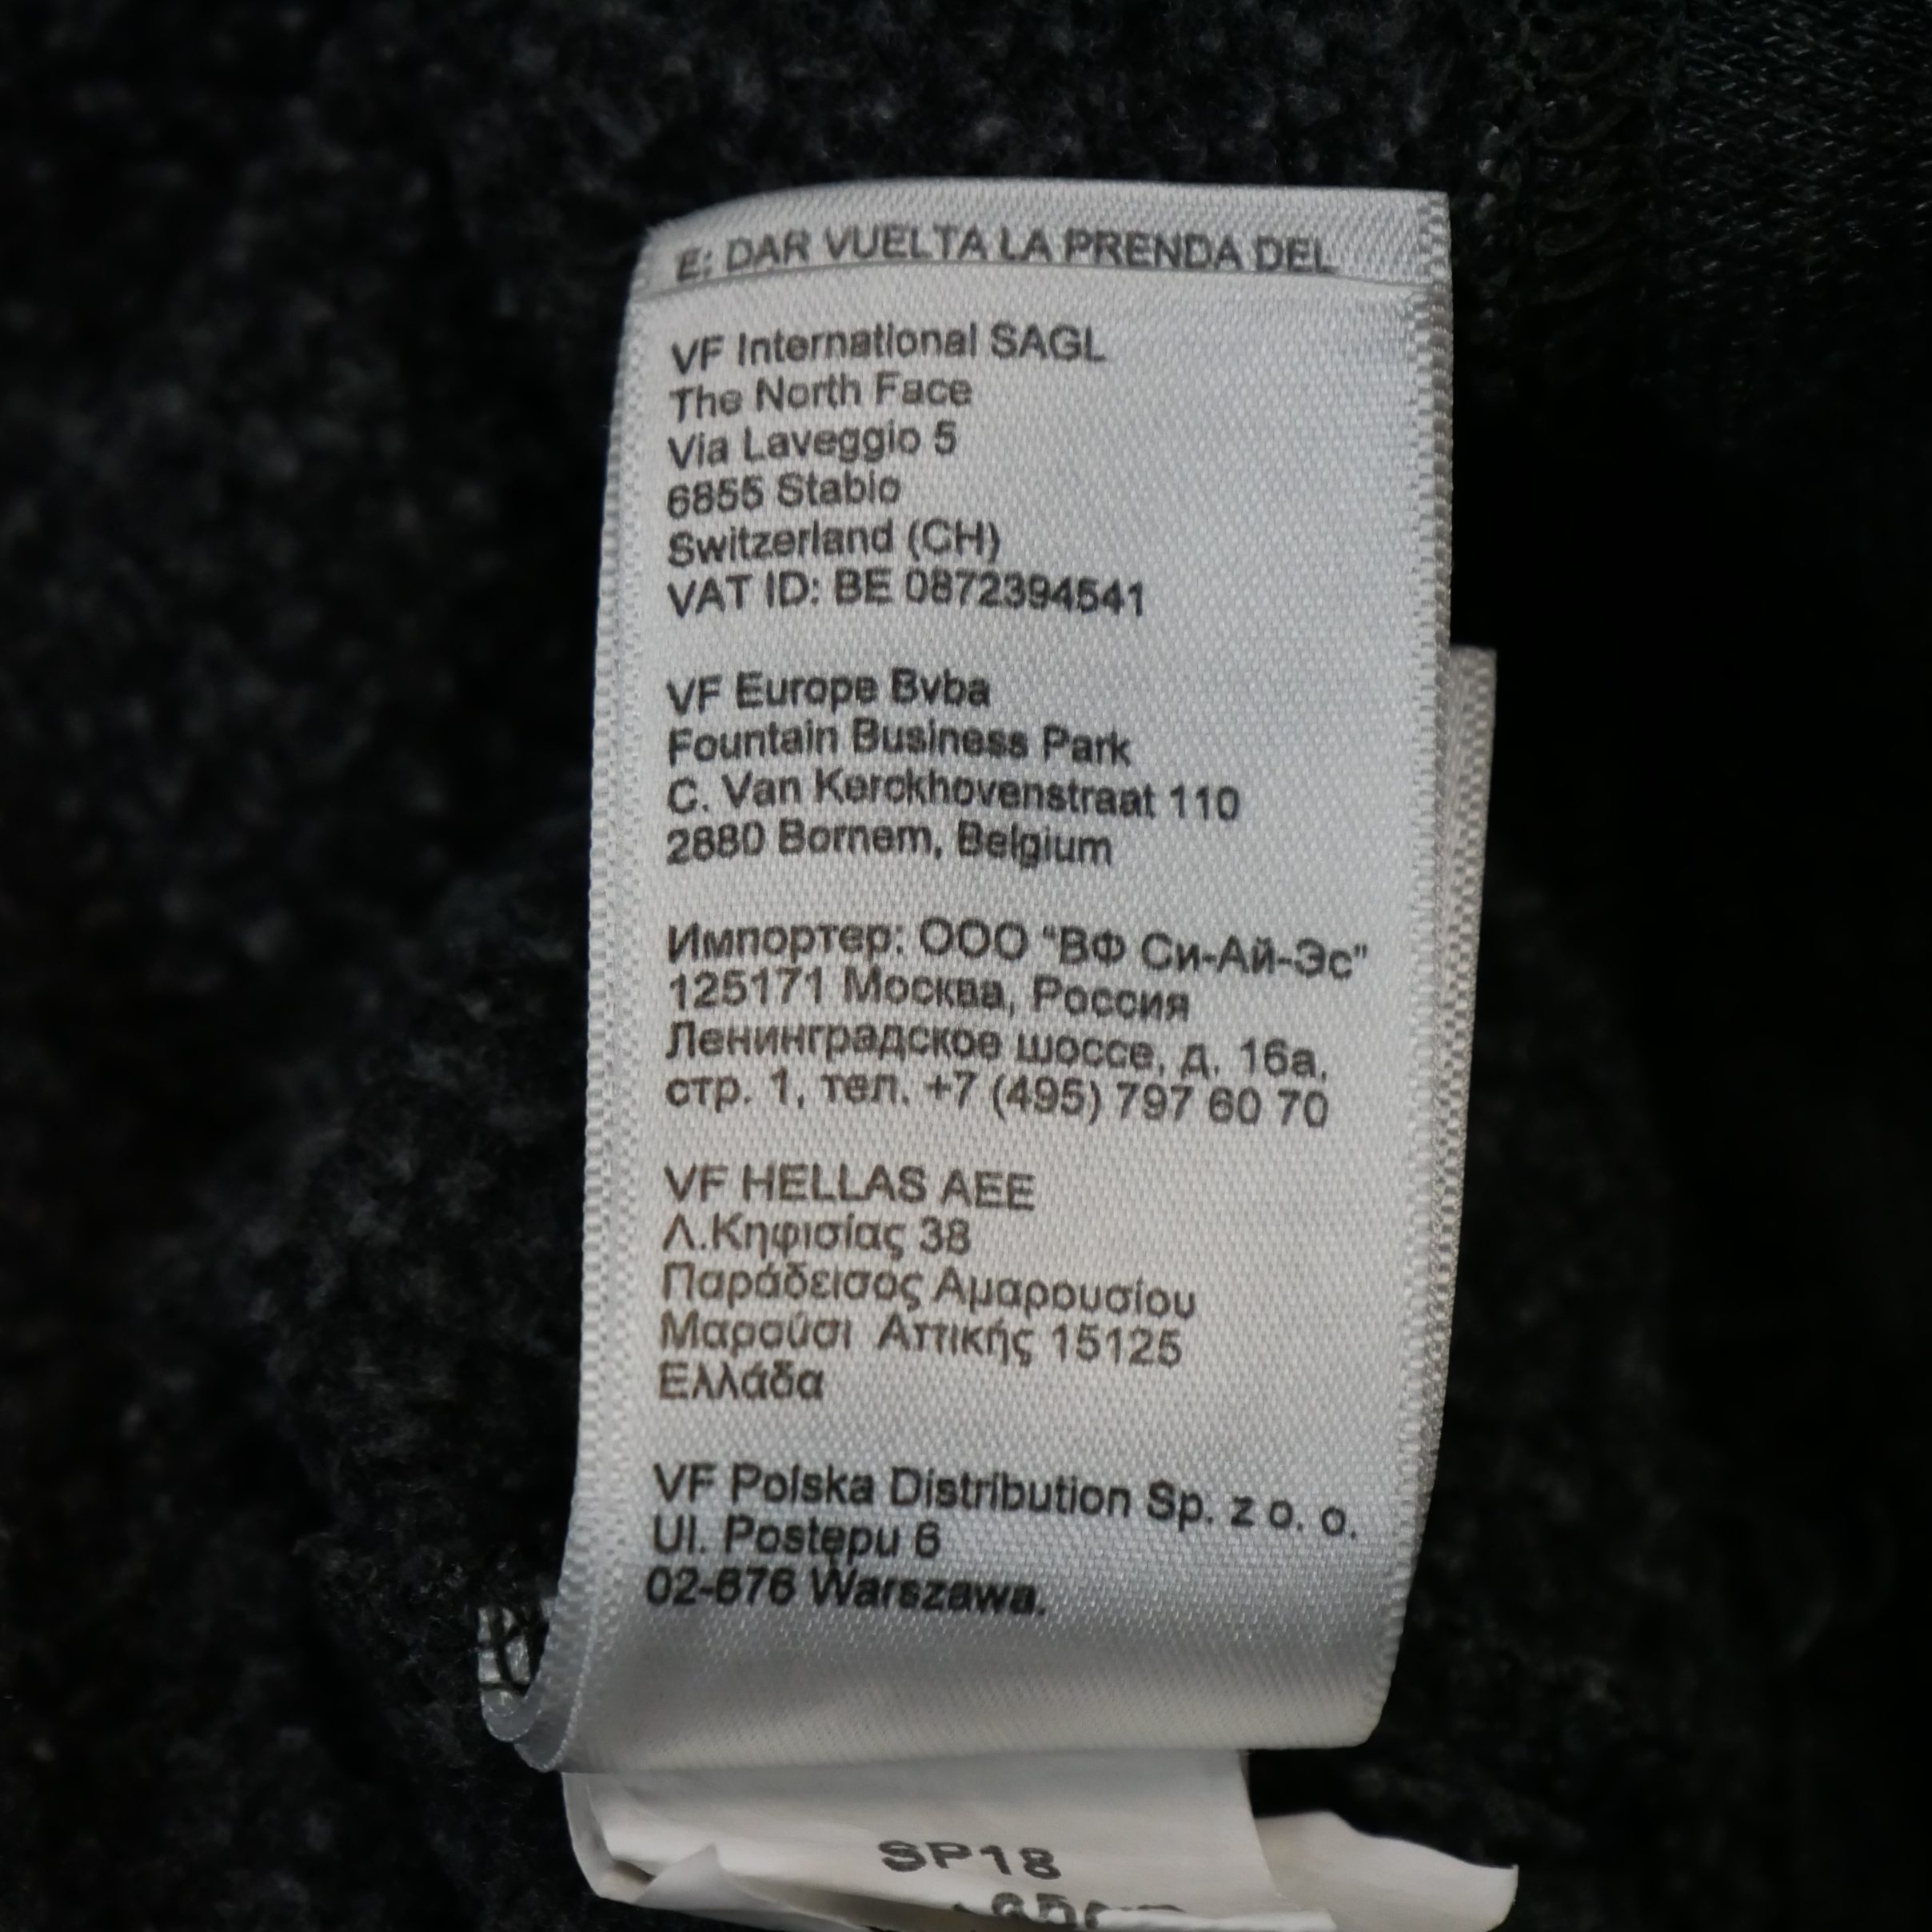 E: DAR VUELTA LA PRENDA DEL
VF International SAGL
The North Face
Via Laveggio 5
6855 Stabio
Switzerland (CH)
VAT ID: BE 0872394541
VF Europe Bvba
Fountain Business Park
C. Van Kerckhovenstraat 110
2880 Bornem, Belgium
Импортер: ООО "ВФ Си-Ай-Эс"
125171 Москва, Россия
Ленинградское шоссе, д. 16а,
стр. 1, тел. +7 (495) 797 60 70
VF HELLAS AEE
Λ.Κηφισίας 38
Παράδεισος Αμαρουσίου
Μαρούσι Αττικής 15125
Ελλάδα
VF Polska Distribution Sp. z o. o.
Ul. Postępu 6
02-676 Warszawa.
SP18